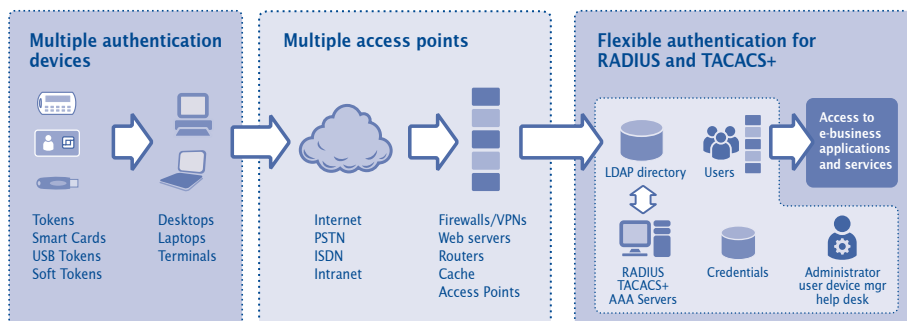 Multiple authentication
devices
Tokens
Smart Cards
USB Tokens
Soft Tokens
Desktops
Laptops
Terminals
Multiple access points
Internet
PSTN
ISDN
Intranet
Firewalls/VPNs
Web servers
Routers
Cache
Access Points
Flexible authentication for
RADIUS and TACACS+
LDAP directory
Users
Access to
e-business
applications
and services
RADIUS
TACACS+
AAA Servers
Credentials
Administrator
user device mgr
help desk